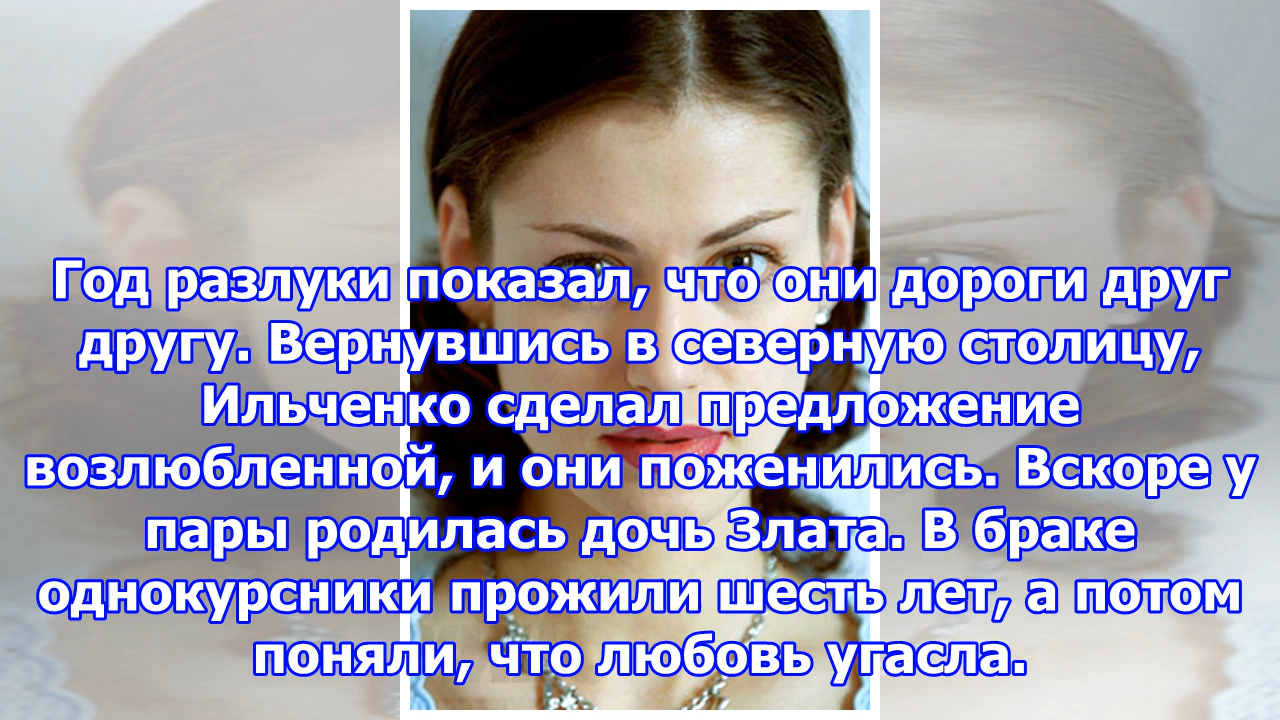 Год разлуки показал, что они дороги друг
другу. Вернувшись в северную столицу,
Ильченко сделал предложение
возлюбленной, и они поженились. Вскоре у
пары родилась дочь Злата. В браке
однокурсники прожили шесть лет, а потом
поняли, что любовь угасла.